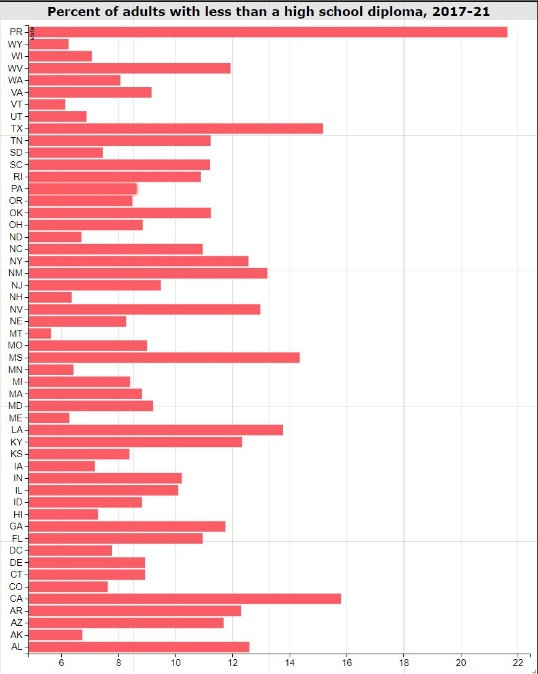 Percent of adults with less than a high school diploma, 2017-21
PR
WY
WI
WV
WA
VA
VT
UT
TX
TN
SD
SC
RI
PA
OR
OK
OH
ND
NC
NY
NM
NJ
NH
NV
NE
MT
MO
MS
MN
MI
MA
MD
ME
LA
KY
KS
IA
IN
IL
ID
HI
GA
FL
DC
DE
CT
CO
CA
AR
AZ
AK
AL
6 8 10 12 14 16 18 20 22